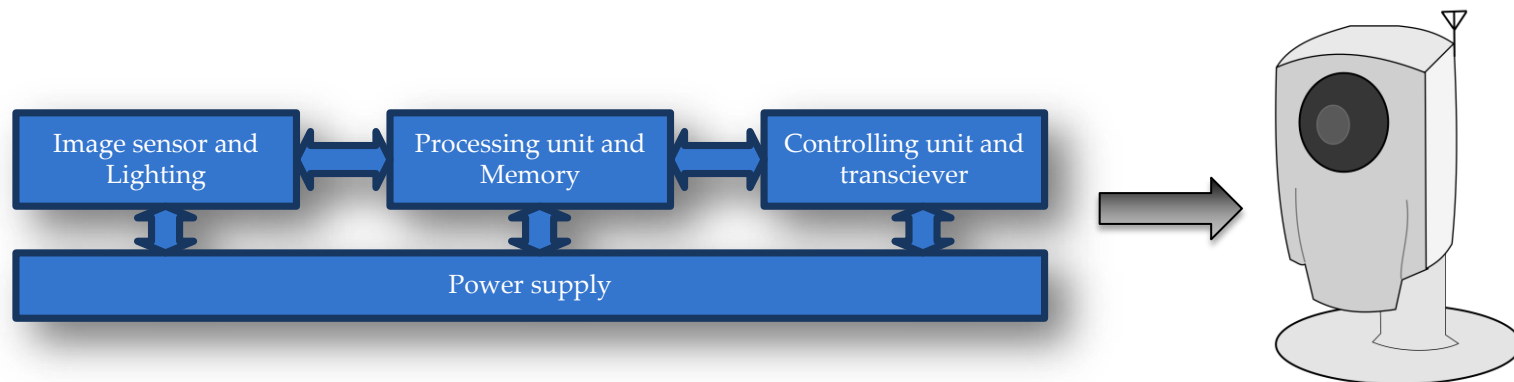 Image sensor and
Lighting
Processing unit and
Memory
Controlling unit and
transciever
Power supply